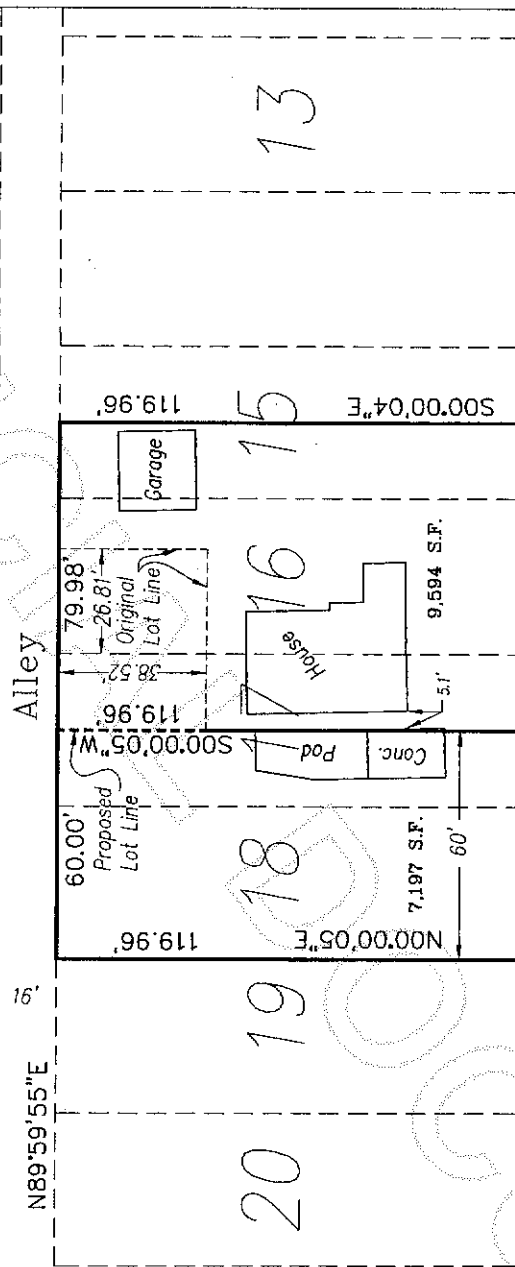 Alley
16'
N89°59'55"E
60.00'
Proposed
Lot Line
79.98'
26.81'
Original
Lot Line
38.52'
119.96'
S00°00'05"W
119.96'
N00°00'05"E
119.96'
S00°00'04"E
Garage
House
Pad
Conc.
5.1'
60'
7,197 S.F.
9,594 S.F.
20
19
18
17
16
15
13